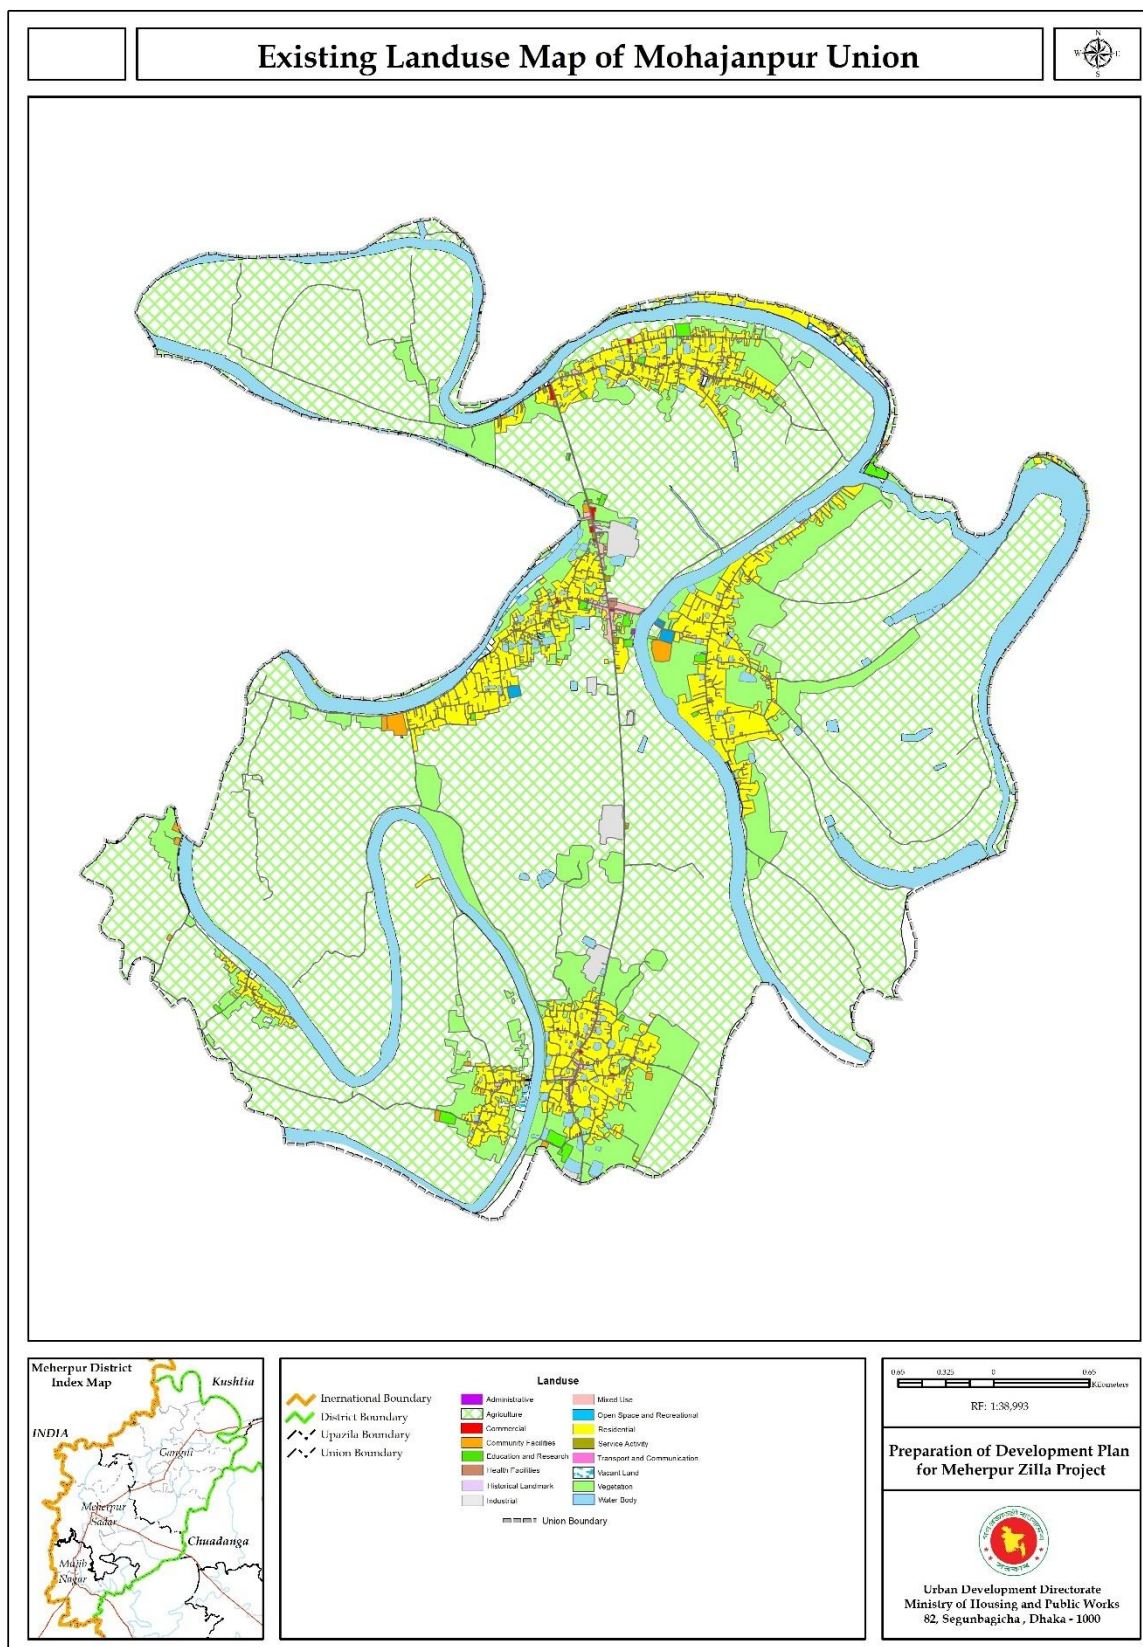 Existing Landuse Map of Mohajanpur Union
N
W
E
S
Meherpur District
Index Map
Kushtia
INDIA
Gangni
Meherpur
Sadar
Chuadanga
Mujib
Nagar
Inernational Boundary
District Boundary
Upazila Boundary
Union Boundary
Landuse
Administrative
Agriculture
Commercial
Community Facilities
Education and Research
Health Facilities
Historical Landmark
Industrial
Mixed Use
Open Space and Recreational
Residential
Service Activity
Transport and Communication
Vacant Land
Vegetation
Water Body
Union Boundary
0.65 0.325 0 0.65
Kilometers
RF: 1:38,993
Preparation of Development Plan
for Meherpur Zilla Project
Urban Development Directorate
Ministry of Housing and Public Works
82, Segunbagicha , Dhaka - 1000